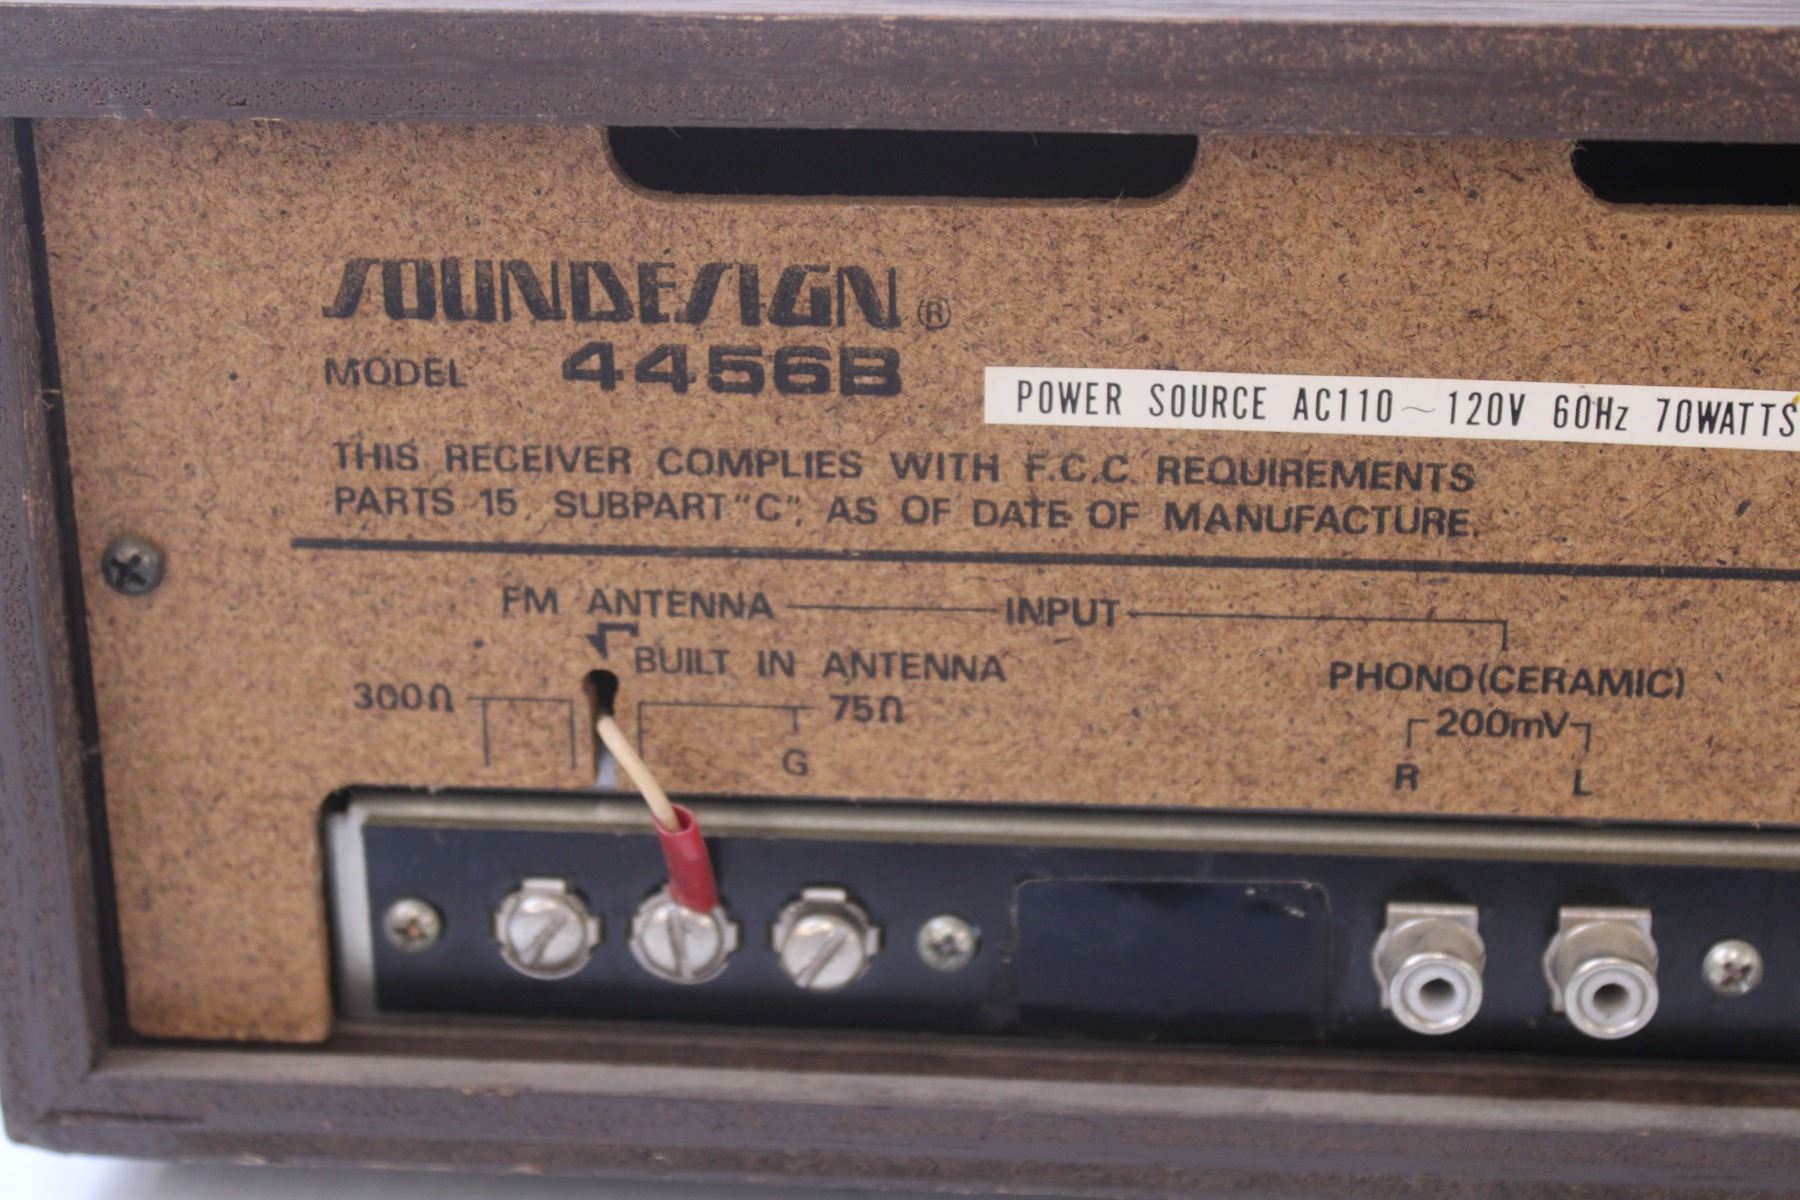 SOUNDESIGN ®
MODEL 4456B
POWER SOURCE AC110~120V 60Hz 70WATTS
THIS RECEIVER COMPLIES WITH F.C.C. REQUIREMENTS
PARTS 15, SUBPART "C", AS OF DATE OF MANUFACTURE.
FM ANTENNA INPUT
BUILT IN ANTENNA
300Ω 75Ω
G
PHONO(CERAMIC)
200mV
R L